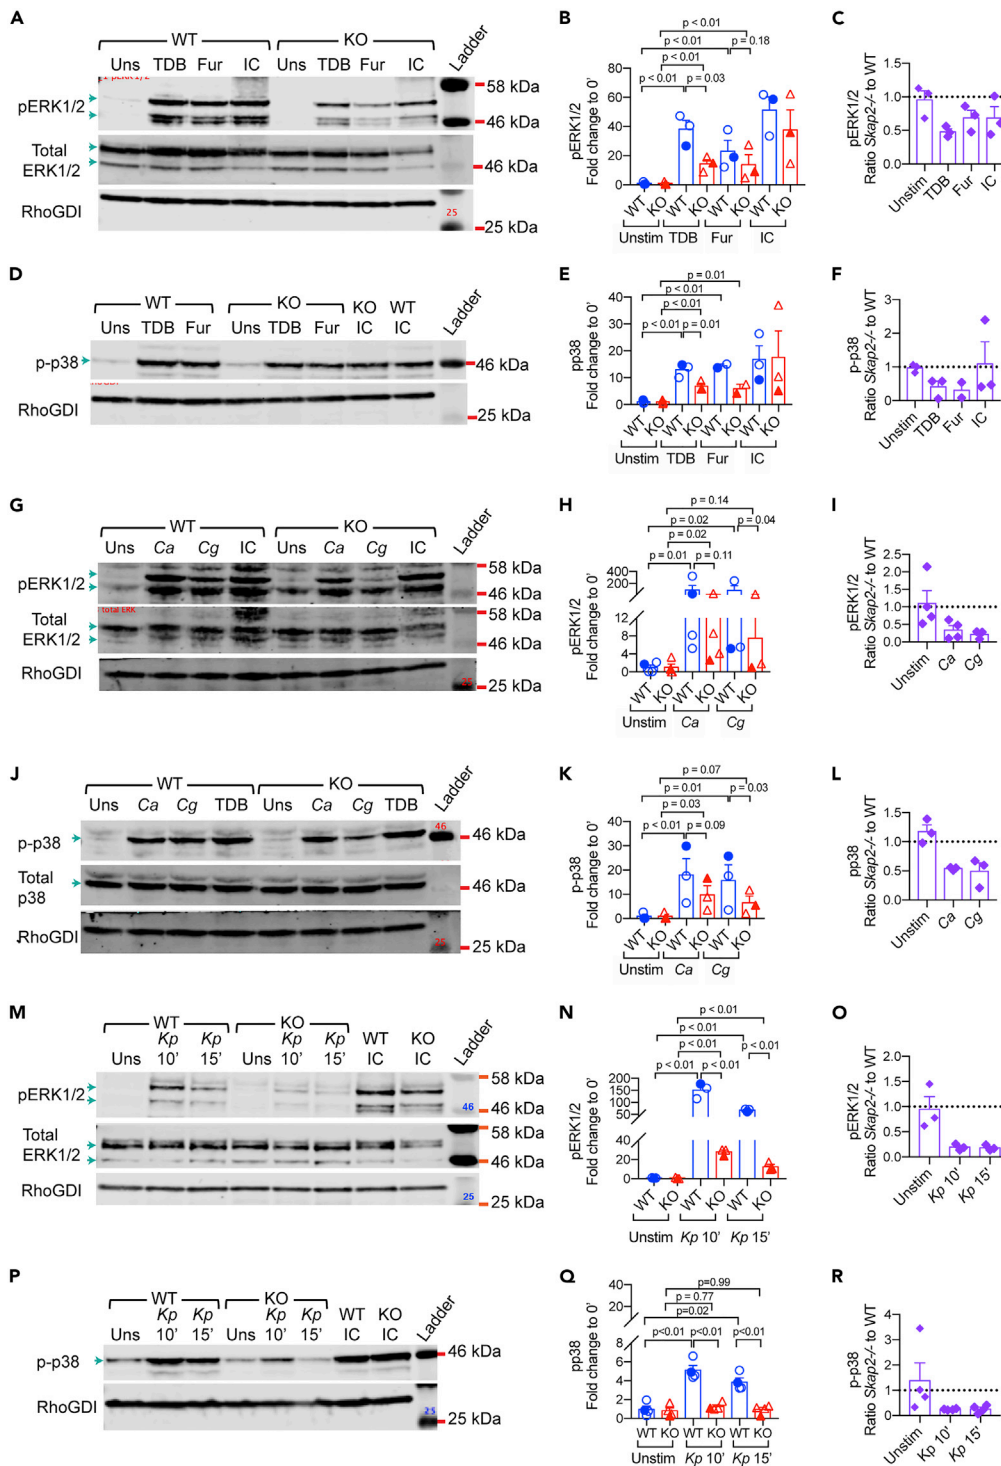 A
WT KO
Uns TDB Fur IC Uns TDB Fur IC Ladder
pERK1/2
58 kDa
46 kDa
Total
ERK1/2
46 kDa
RhoGDI
25
25 kDa
B
p < 0.01
p < 0.01 p = 0.18
p < 0.01
p < 0.01 p = 0.03
pERK1/2
Fold change to 0'
80
60
40
20
0
WT KO WT KO WT KO WT KO
Unstim TDB Fur IC
C
pERK1/2
Ratio Skap2-/- to WT
1.5
1.0
0.5
0.0
Unstim TDB Fur IC
D
WT KO KO WT
Uns TDB Fur Uns TDB Fur IC IC Ladder
p-p38
46 kDa
RhoGDI
25 kDa
E
p = 0.01
p < 0.01
p < 0.01
p < 0.01 p = 0.01
pp38
Fold change to 0'
40
30
20
10
0
WT KO WT KO WT KO WT KO
Unstim TDB Fur IC
F
p-p38
Ratio Skap2-/- to WT
3
2
1
0
Unstim TDB Fur IC
G
WT KO
Uns Ca Cg IC Uns Ca Cg IC Ladder
pERK1/2
58 kDa
46 kDa
total ERK
Total
ERK1/2
58 kDa
46 kDa
RhoGDI
25
25 kDa
H
p = 0.14
p = 0.02 p = 0.04
p = 0.02
p = 0.01 p = 0.11
pERK1/2
Fold change to 0'
400
200
12
8
4
0
WT KO WT KO WT KO
Unstim Ca Cg
I
pERK1/2
Ratio Skap2-/- to WT
2.5
2.0
1.5
1.0
0.5
0.0
Unstim Ca Cg
J
WT KO
Uns Ca Cg TDB Uns Ca Cg TDB Ladder
p-p38
46
46 kDa
Total
p38
46 kDa
RhoGDI
25
25 kDa
K
p = 0.07
p = 0.01 p = 0.03
p = 0.03
p < 0.01 p = 0.09
p-p38
Fold change to 0'
40
30
20
10
0
WT KO WT KO WT KO
Unstim Ca Cg
L
pp38
Ratio Skap2-/- to WT
1.5
1.0
0.5
0.0
Unstim Ca Cg
M
WT KO
Kp Kp Kp Kp WT KO
Uns 10' 15' Uns 10' 15' IC IC Ladder
pERK1/2
58 kDa
46
46 kDa
Total
ERK1/2
58 kDa
46 kDa
RhoGDI
25
25 kDa
N
p < 0.01
p < 0.01
p < 0.01 p < 0.01
p < 0.01 p < 0.01
pERK1/2
Fold change to 0'
200
150
100
50
40
20
0
WT KO WT KO WT KO
Unstim Kp 10' Kp 15'
O
pERK1/2
Ratio Skap2-/- to WT
2.0
1.5
1.0
0.5
0.0
Unstim Kp 10' Kp 15'
P
WT KO
Kp Kp Kp Kp WT KO
Uns 10' 15' Uns 10' 15' IC IC Ladder
p-p38
46 kDa
RhoGDI
25
25 kDa
Q
p=0.99
p = 0.77
p=0.02
p<0.01 p<0.01 p<0.01
pp38
Fold change to 0'
8
6
4
2
0
WT KO WT KO WT KO
Unstim Kp 10' Kp 15'
R
p-p38
Ratio Skap2-/- to WT
5
4
3
2
1
0
Unstim Kp 10' Kp 15'